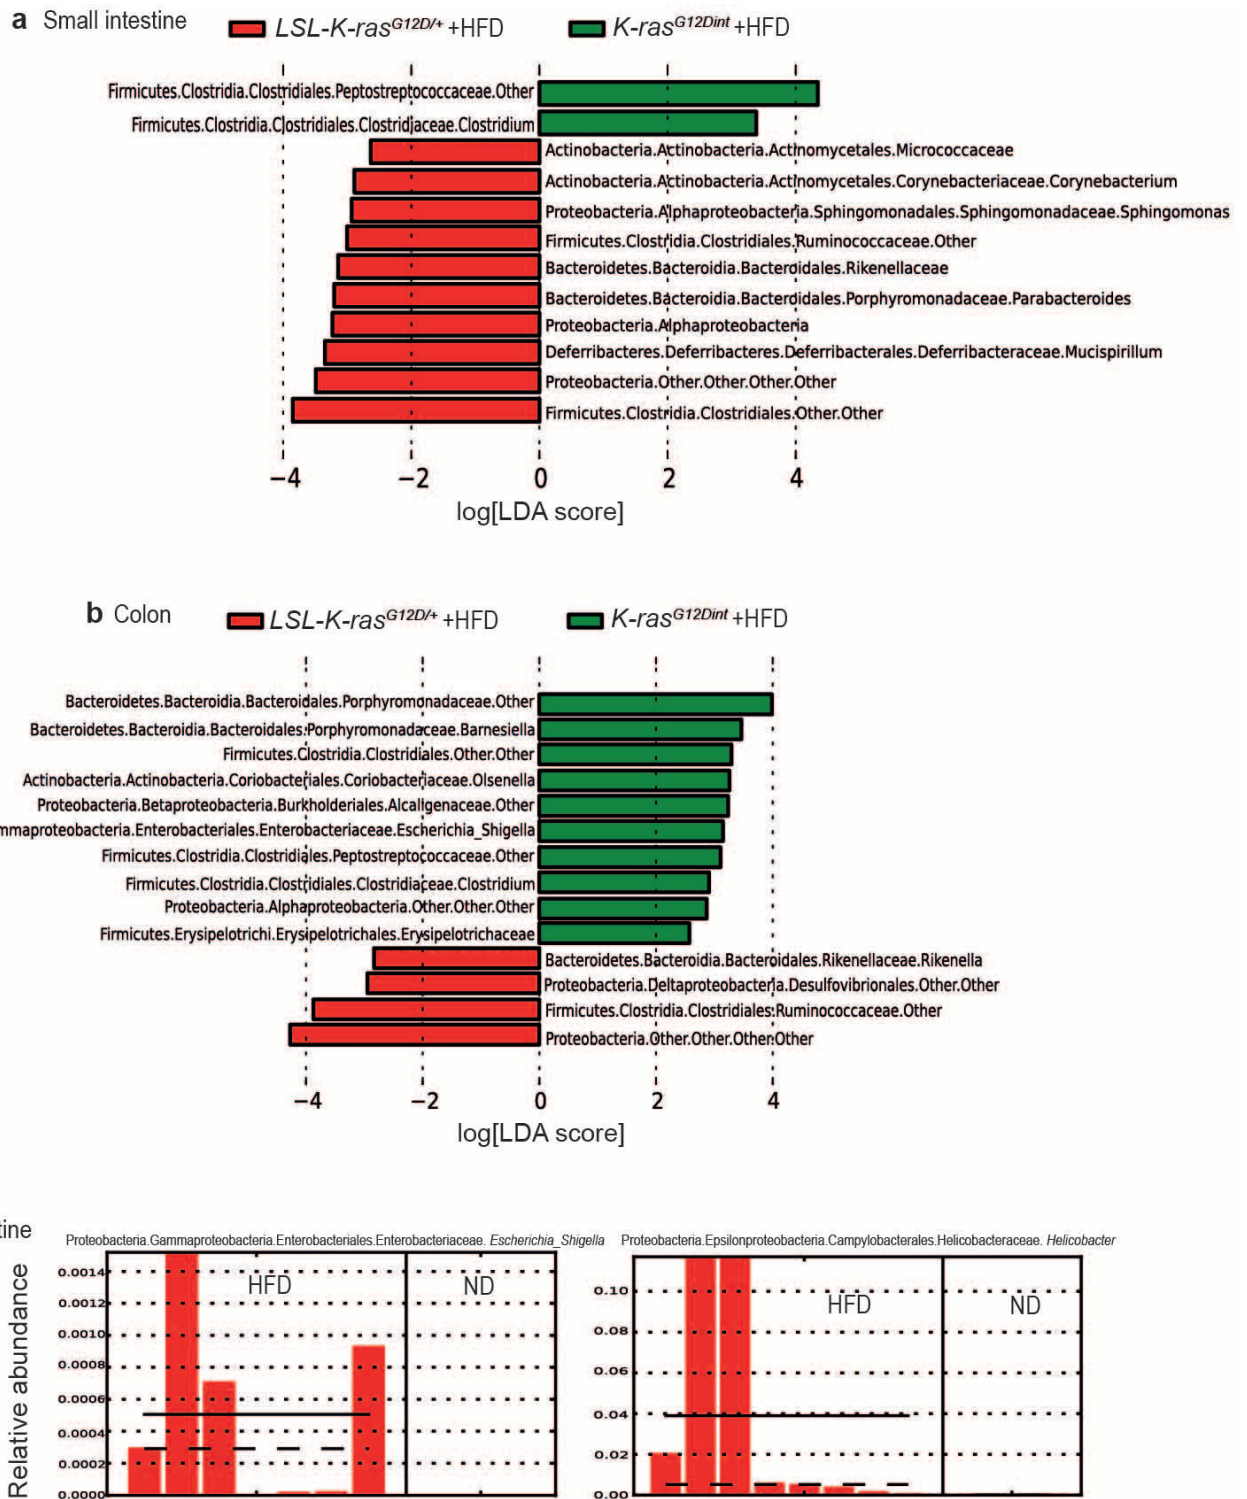 a Small intestine LSL-K-ras^G12D/+ +HFD K-ras^G12Dint +HFD
Firmicutes.Clostridia.Clostridiales.Peptostreptococcaceae.Other
Firmicutes.Clostridia.Clostridiales.Clostridiaceae.Clostridium
Actinobacteria.Actinobacteria.Actinomycetales.Micrococcaceae
Actinobacteria.Actinobacteria.Actinomycetales.Corynebacteriaceae.Corynebacterium
Proteobacteria.Alphaproteobacteria.Sphingomonadales.Sphingomonadaceae.Sphingomonas
Firmicutes.Clostridia.Clostridiales.Ruminococcaceae.Other
Bacteroidetes.Bacteroidia.Bacteroidales.Rikenellaceae
Bacteroidetes.Bacteroidia.Bacteroidales.Porphyromonadaceae.Parabacteroides
Proteobacteria.Alphaproteobacteria
Deferribacteres.Deferribacteres.Deferribacterales.Deferribacteraceae.Mucispirillum
Proteobacteria.Other.Other.Other.Other
Firmicutes.Clostridia.Clostridiales.Other.Other
−4 −2 0 2 4
log[LDA score]
b Colon LSL-K-ras^G12D/+ +HFD K-ras^G12Dint +HFD
Bacteroidetes.Bacteroidia.Bacteroidales.Porphyromonadaceae.Other
Bacteroidetes.Bacteroidia.Bacteroidales.Porphyromonadaceae.Barnesiella
Firmicutes.Clostridia.Clostridiales.Other.Other
Actinobacteria.Actinobacteria.Coriobacteriales.Coriobacteriaceae.Olsenella
Proteobacteria.Betaproteobacteria.Burkholderiales.Alcaligenaceae.Other
mmaproteobacteria.Enterobacteriales.Enterobacteriaceae.Escherichia_Shigella
Firmicutes.Clostridia.Clostridiales.Peptostreptococcaceae.Other
Firmicutes.Clostridia.Clostridiales.Clostridiaceae.Clostridium
Proteobacteria.Alphaproteobacteria.Other.Other.Other
Firmicutes.Erysipelotrichi.Erysipelotrichales.Erysipelotrichaceae
Bacteroidetes.Bacteroidia.Bacteroidales.Rikenellaceae.Rikenella
Proteobacteria.Deltaproteobacteria.Desulfovibrionales.Other.Other
Firmicutes.Clostridia.Clostridiales.Ruminococcaceae.Other
Proteobacteria.Other.Other.Other.Other
−4 −2 0 2 4
log[LDA score]
tine
Proteobacteria.Gammaproteobacteria.Enterobacteriales.Enterobacteriaceae. Escherichia_Shigella
Relative abundance
0.0014
0.0012
0.0010
0.0008
0.0006
0.0004
0.0002
0.0000
HFD ND
Proteobacteria.Epsilonproteobacteria.Campylobacterales.Helicobacteraceae. Helicobacter
0.10
0.08
0.06
0.04
0.02
0.00
HFD ND